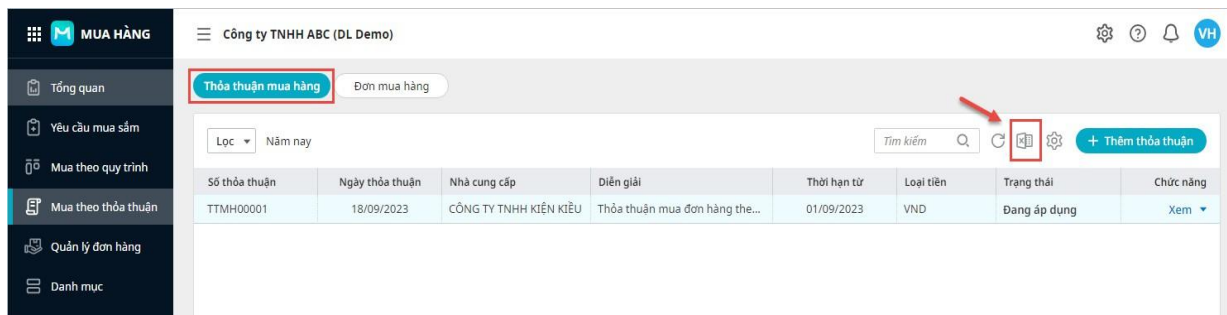 MUA HÀNG
Công ty TNHH ABC (DL Demo)
VH
Tổng quan
Yêu cầu mua sắm
Mua theo quy trình
Mua theo thỏa thuận
Quản lý đơn hàng
Danh mục
Thỏa thuận mua hàng Đơn mua hàng
Lọc Năm nay Tìm kiếm + Thêm thỏa thuận
Số thỏa thuận Ngày thỏa thuận Nhà cung cấp Diễn giải Thời hạn từ Loại tiền Trạng thái Chức năng
TTMH00001 18/09/2023 CÔNG TY TNHH KIỆN KIỀU Thỏa thuận mua đơn hàng the... 01/09/2023 VND Đang áp dụng Xem